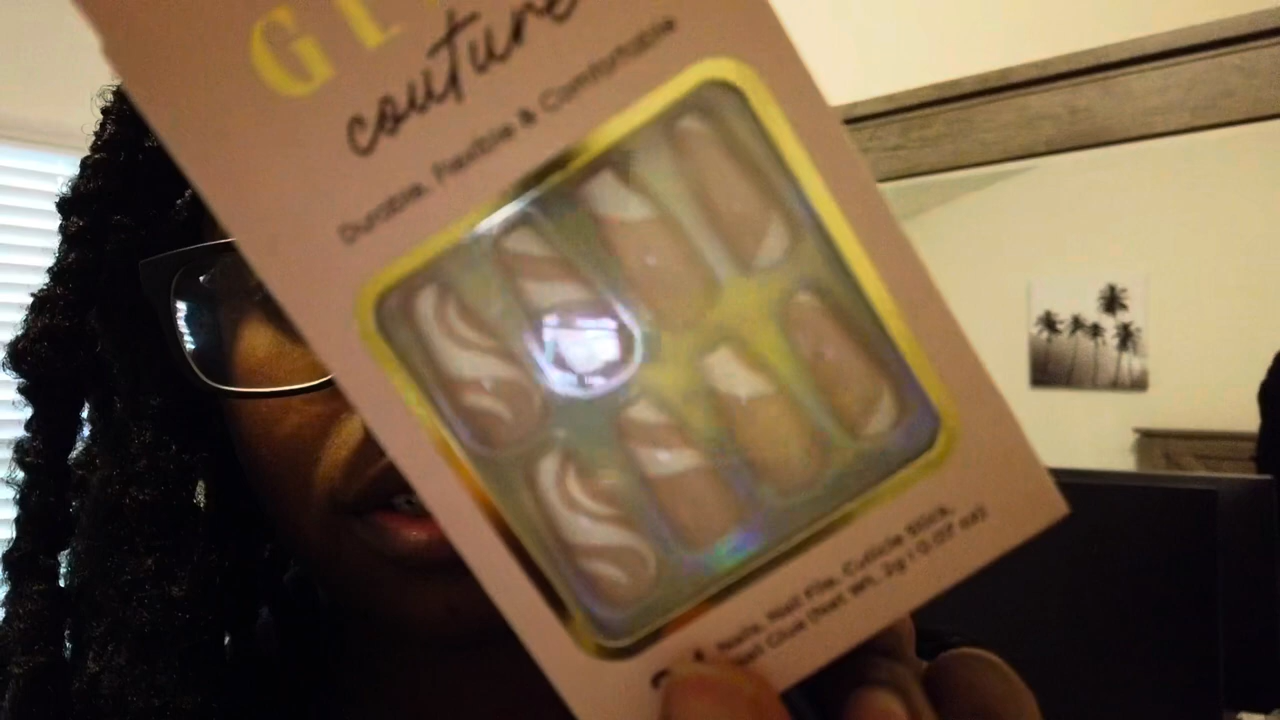 couture
Durable, Flexible & Comfortable
Nails, Nail File, Cuticle Stick,
Nail Glue (Net wt. 2g | 0.07 oz)